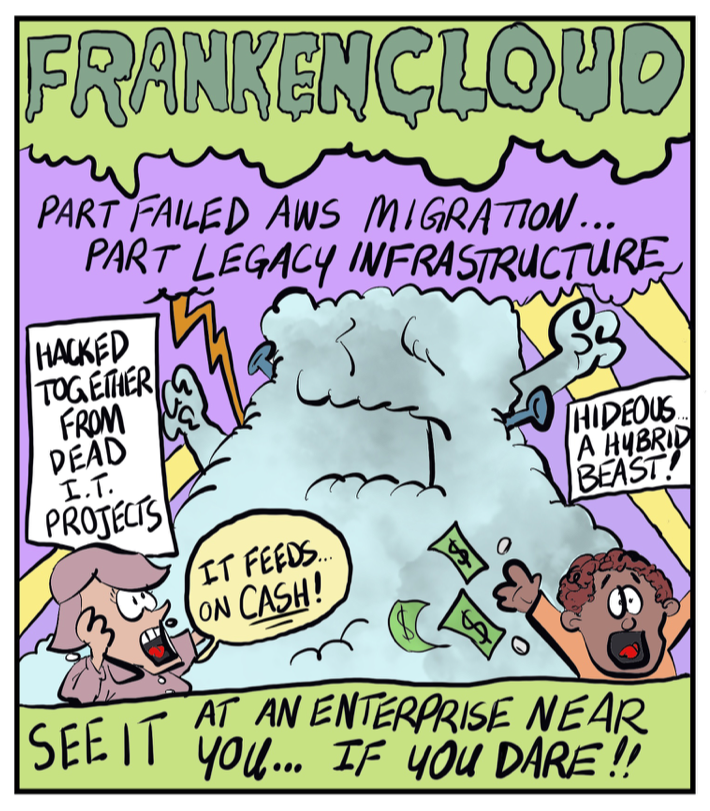 FRANKENCLOUD
PART FAILED AWS MIGRATION...
PART LEGACY INFRASTRUCTURE
HACKED
TOGETHER
FROM
DEAD
I.T.
PROJECTS
HIDEOUS...
A HYBRID
BEAST!
IT FEEDS...
ON CASH!
$
$
$
SEE IT AT AN ENTERPRISE NEAR
YOU... IF YOU DARE!!